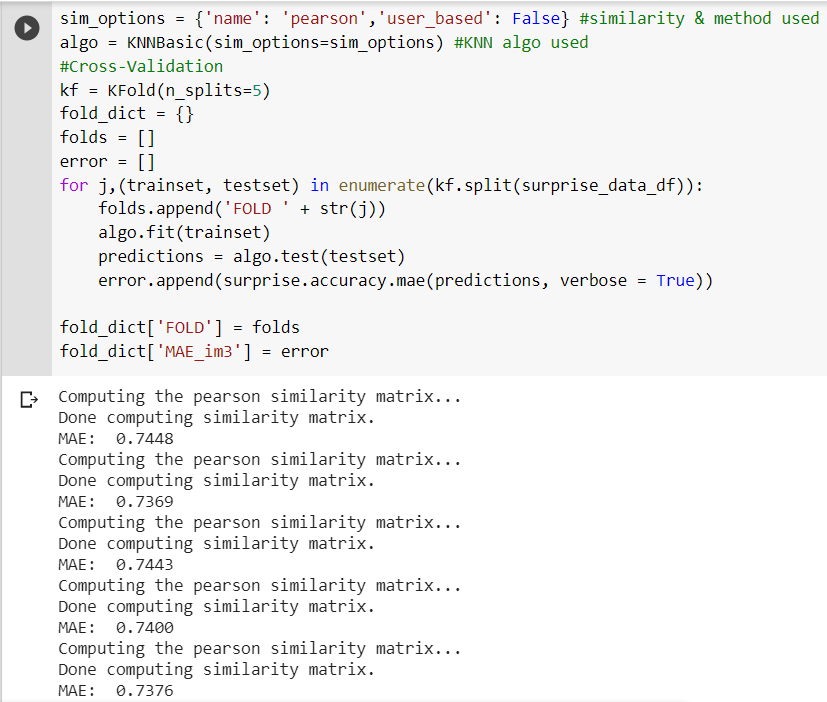 sim_options = {'name': 'pearson','user_based': False} #similarity & method used
algo = KNNBasic(sim_options=sim_options) #KNN algo used
#Cross-Validation
kf = KFold(n_splits=5)
fold_dict = {}
folds = []
error = []
for j,(trainset, testset) in enumerate(kf.split(surprise_data_df)):
    folds.append('FOLD ' + str(j))
    algo.fit(trainset)
    predictions = algo.test(testset)
    error.append(surprise.accuracy.mae(predictions, verbose = True))
fold_dict['FOLD'] = folds
fold_dict['MAE_im3'] = error
Computing the pearson similarity matrix...
Done computing similarity matrix.
MAE:  0.7448
Computing the pearson similarity matrix...
Done computing similarity matrix.
MAE:  0.7369
Computing the pearson similarity matrix...
Done computing similarity matrix.
MAE:  0.7443
Computing the pearson similarity matrix...
Done computing similarity matrix.
MAE:  0.7400
Computing the pearson similarity matrix...
Done computing similarity matrix.
MAE:  0.7376